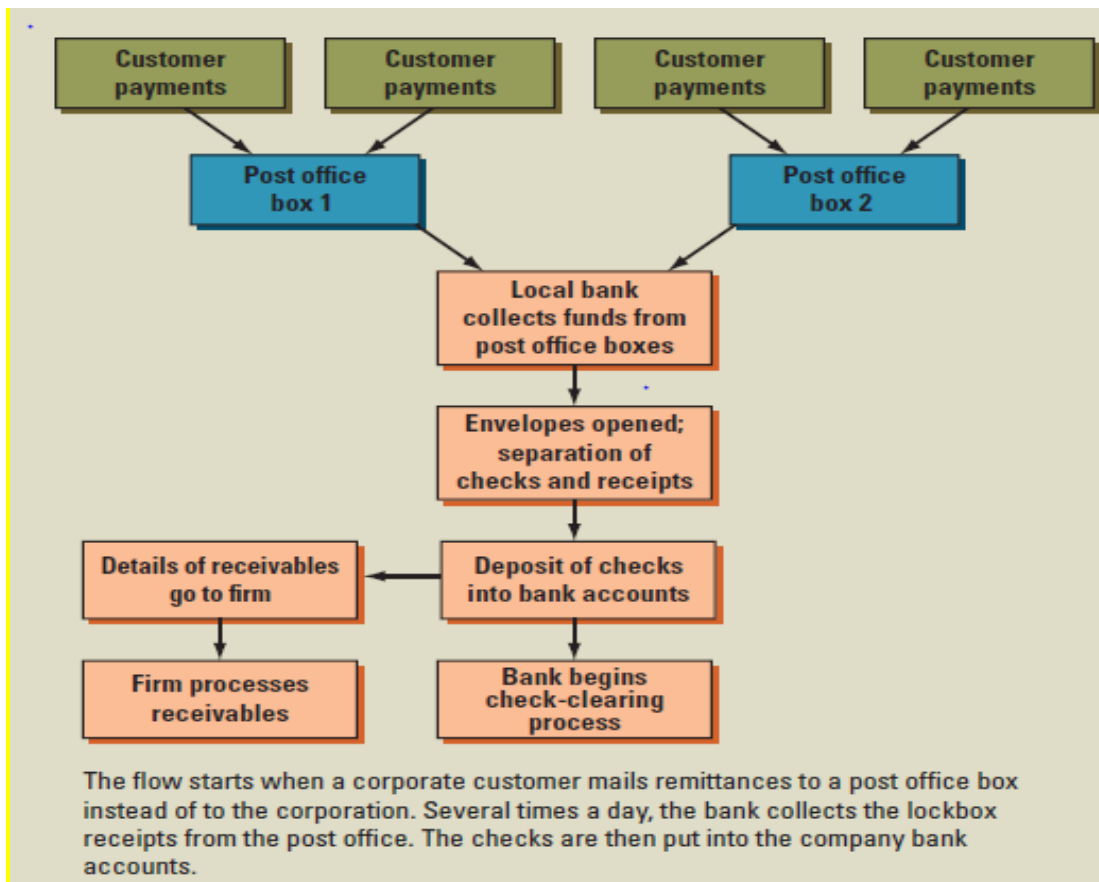 Customer
payments
Customer
payments
Customer
payments
Customer
payments
Post office
box 1
Post office
box 2
Local bank
collects funds from
post office boxes
Envelopes opened;
separation of
checks and receipts
Details of receivables
go to firm
Deposit of checks
into bank accounts
Firm processes
receivables
Bank begins
check-clearing
process
The flow starts when a corporate customer mails remittances to a post office box
instead of to the corporation. Several times a day, the bank collects the lockbox
receipts from the post office. The checks are then put into the company bank
accounts.